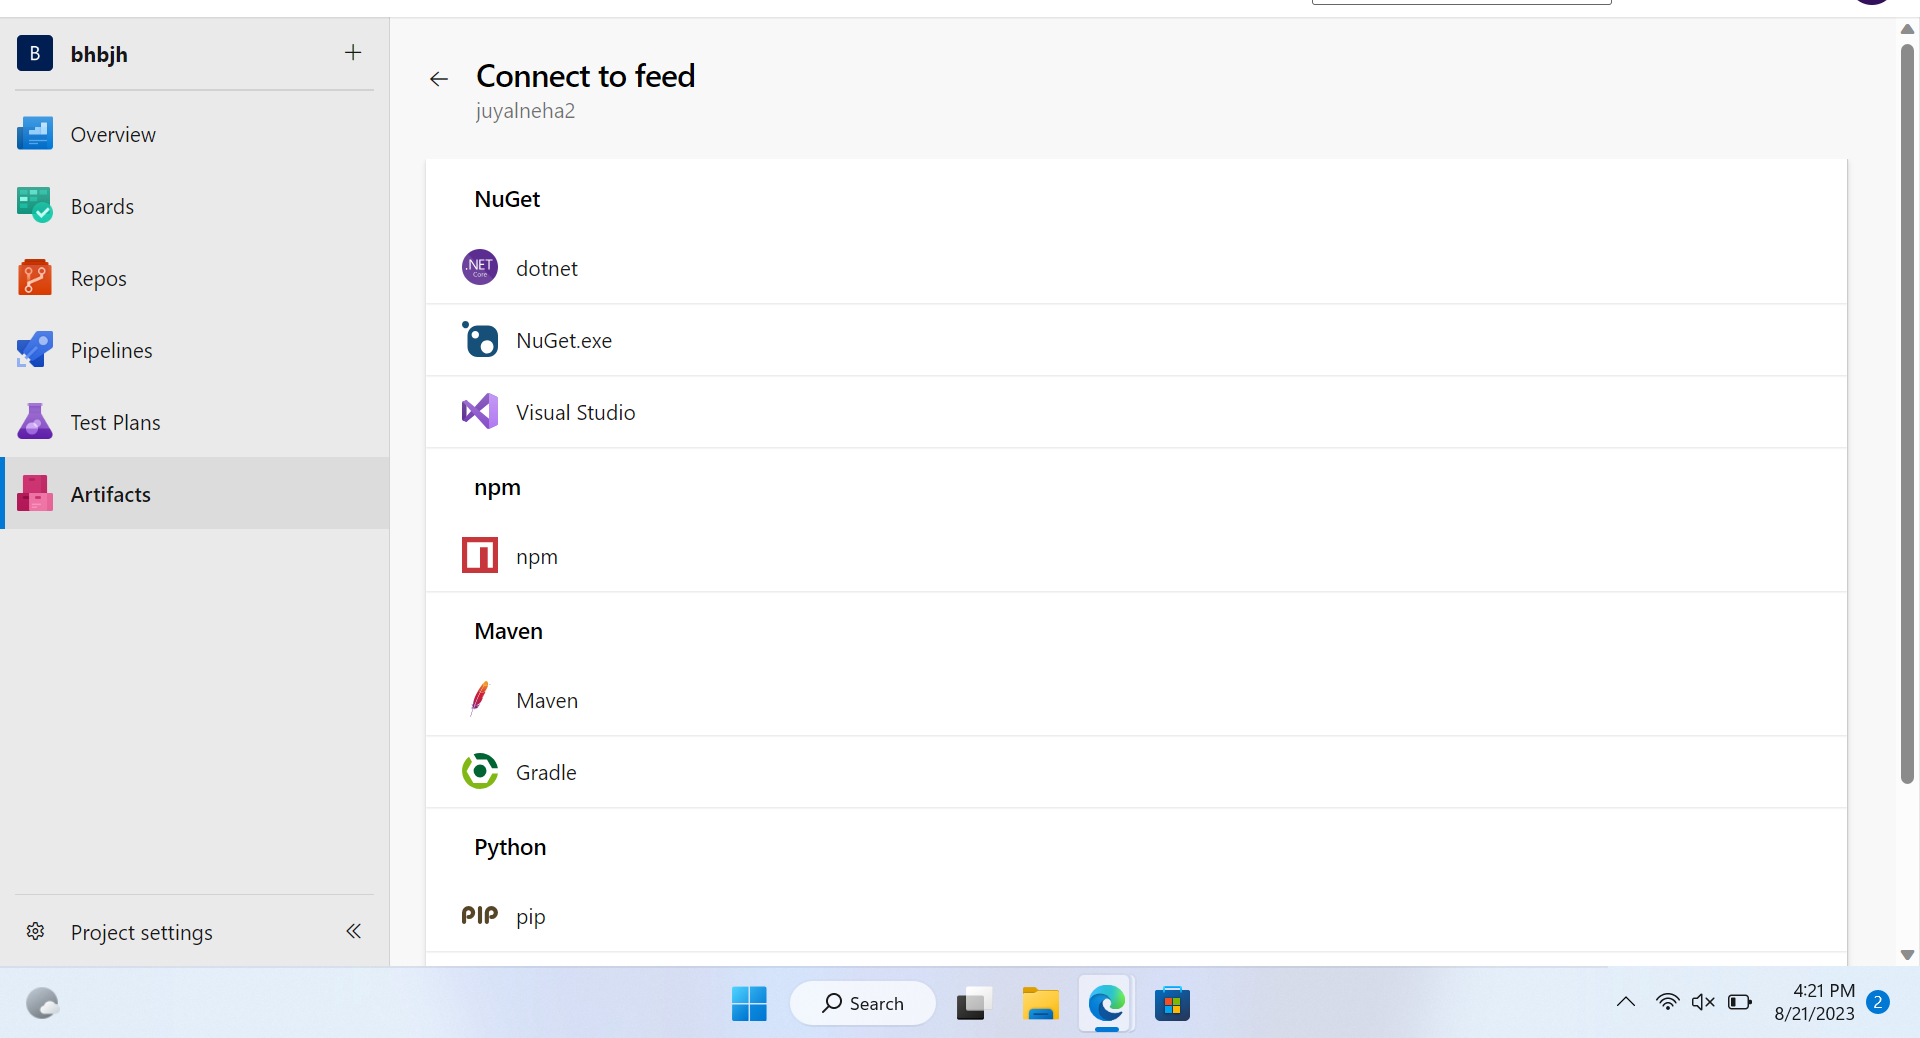 B bhbjh
Overview
Boards
Repos
Pipelines
Test Plans
Artifacts
Project settings
Connect to feed
juyalneha2
NuGet
.NET
Core
dotnet
NuGet.exe
Visual Studio
npm
npm
Maven
Maven
Gradle
Python
PIP pip
Search
4:21 PM
8/21/2023
2